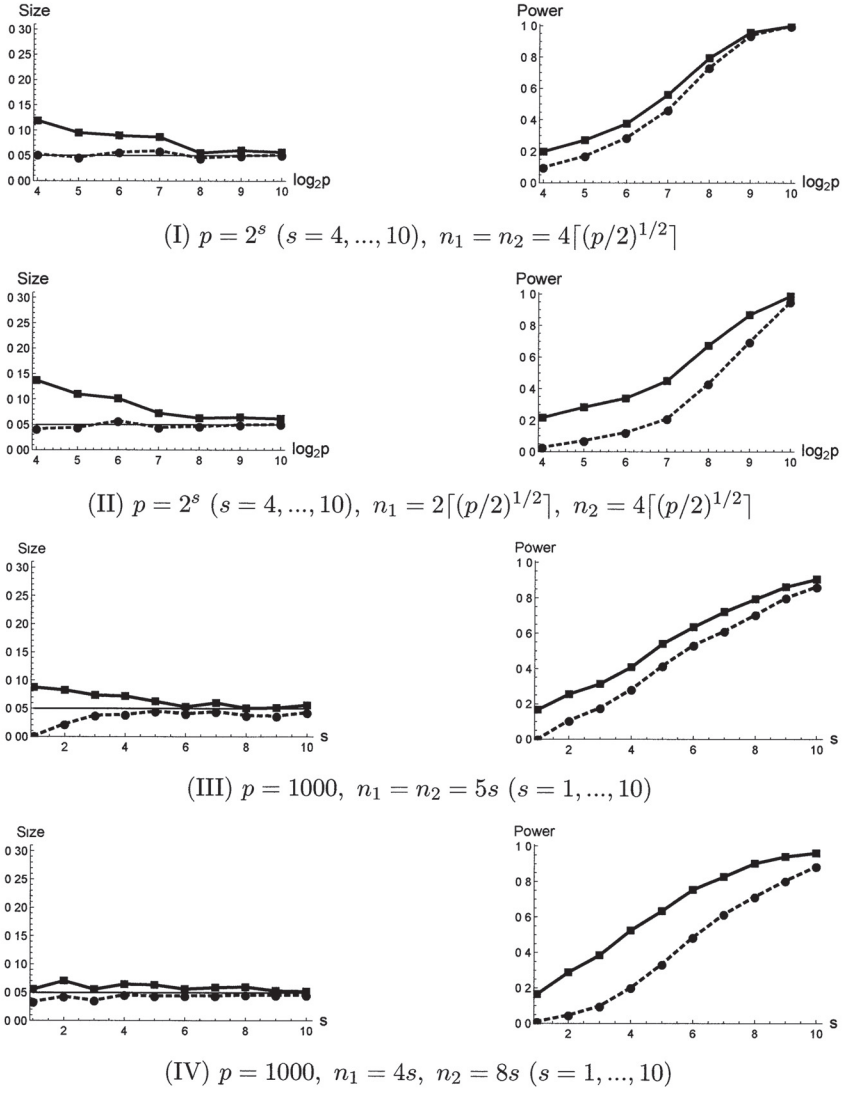 Size Power
0 30 1 0
0 25 0 8
0 20 0 6
0 15 0 4
0 10 0 2
0 05 0 0
0 00
4 5 6 7 8 9 10 log₂p 4 5 6 7 8 9 10 log₂p
(I) p = 2^s (s = 4, ..., 10), n₁ = n₂ = 4⌈(p/2)^{1/2}⌉
Size Power
0 30 1 0
0 25 0 8
0 20 0 6
0 15 0 4
0 10 0 2
0 05 0 0
0 00
4 5 6 7 8 9 10 log₂p 4 5 6 7 8 9 10 log₂p
(II) p = 2^s (s = 4, ..., 10), n₁ = 2⌈(p/2)^{1/2}⌉, n₂ = 4⌈(p/2)^{1/2}⌉
Size Power
0 30 1 0
0 25 0 8
0 20 0 6
0 15 0 4
0 10 0 2
0.05 0.0
0.00
2 4 6 8 10 s 2 4 6 8 10 s
(III) p = 1000, n₁ = n₂ = 5s (s = 1, ..., 10)
Size Power
0 30 1 0
0 25 0 8
0 20 0 6
0 15 0 4
0 10 0 2
0 05 0.0
0 00
2 4 6 8 10 s 2 4 6 8 10 s
(IV) p = 1000, n₁ = 4s, n₂ = 8s (s = 1, ..., 10)